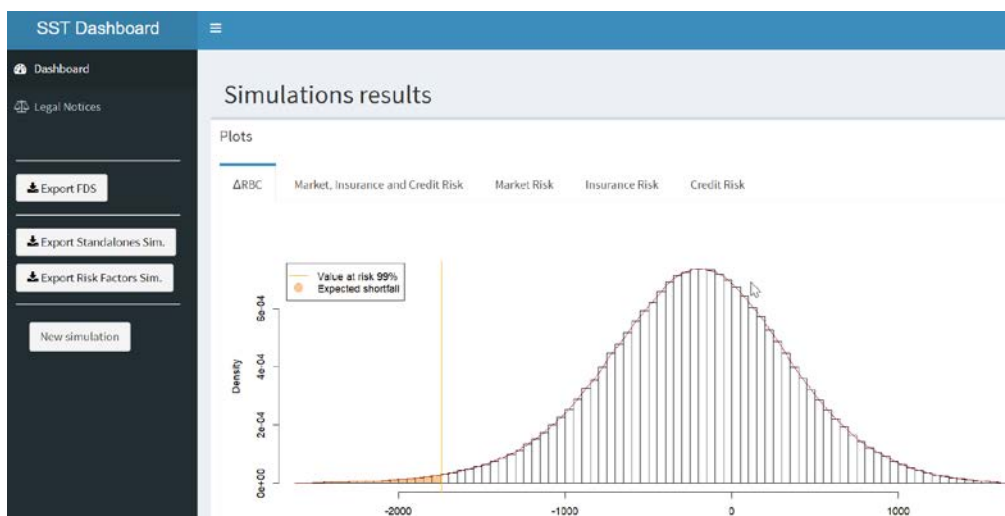 SST Dashboard
Dashboard
Legal Notices
Export FDS
Export Standalones Sim.
Export Risk Factors Sim.
New simulation
Simulations results
Plots
ΔRBC Market, Insurance and Credit Risk Market Risk Insurance Risk Credit Risk
Value at risk 99%
Expected shortfall
Density
6e-04
4e-04
2e-04
0e+00
-2000 -1000 0 1000